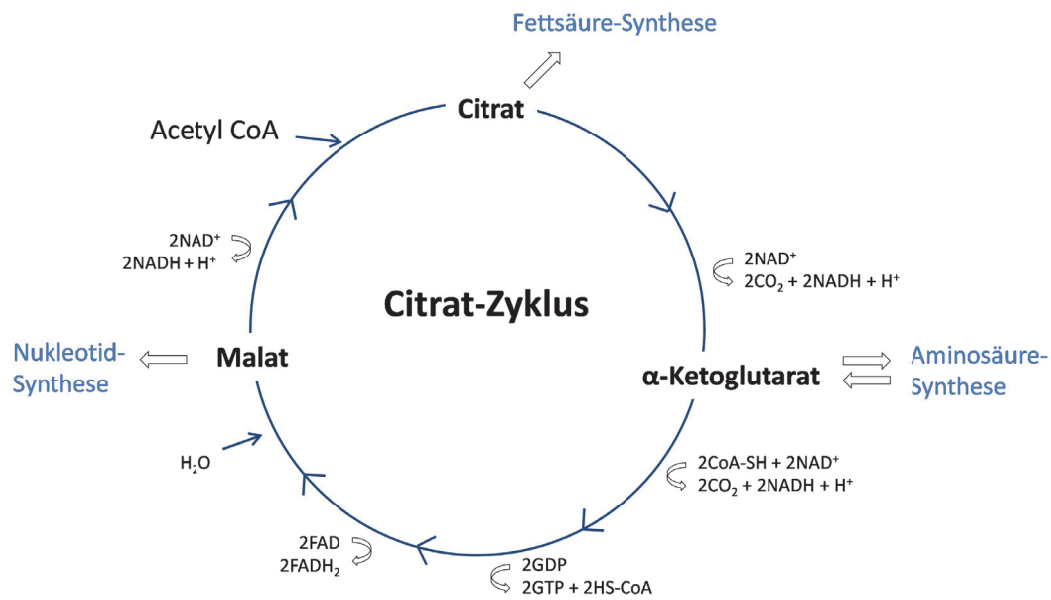 Fettsäure-Synthese
Citrat
Acetyl CoA
2NAD⁺
2NADH + H⁺
2NAD⁺
2CO₂ + 2NADH + H⁺
Citrat-Zyklus
Nukleotid-
Synthese
Malat
α-Ketoglutarat
Aminosäure-
Synthese
H₂O
2CoA-SH + 2NAD⁺
2CO₂ + 2NADH + H⁺
2FAD
2FADH₂
2GDP
2GTP + 2HS-CoA